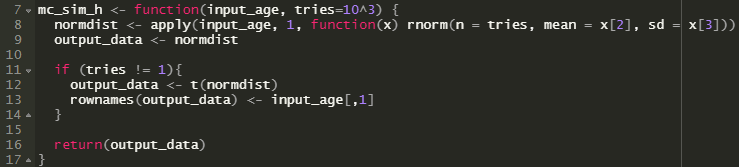 7 mc_sim_h <- function(input_age, tries=10^3) {
8   normdist <- apply(input_age, 1, function(x) rnorm(n = tries, mean = x[2], sd = x[3]))
9   output_data <- normdist
10
11   if (tries != 1){
12     output_data <- t(normdist)
13     rownames(output_data) <- input_age[,1]
14   }
15
16   return(output_data)
17 }